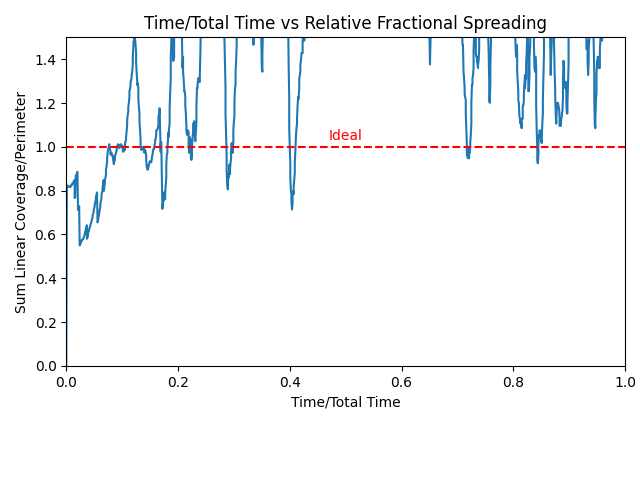 Time/Total Time vs Relative Fractional Spreading
Sum Linear Coverage/Perimeter
1.4
1.2
1.0
0.8
0.6
0.4
0.2
0.0
Ideal
0.0 0.2 0.4 0.6 0.8 1.0
Time/Total Time